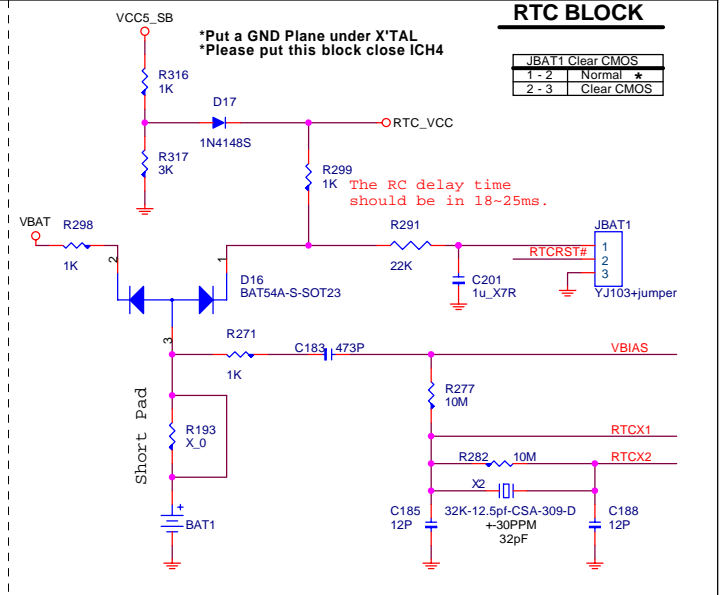 RTC BLOCK
VCC5_SB
*Put a GND Plane under X'TAL
*Please put this block close ICH4
JBAT1 Clear CMOS
1 - 2 Normal *
2 - 3 Clear CMOS
R316
1K
D17
1N4148S
RTC_VCC
R317
3K
R299
1K
The RC delay time
should be in 18~25ms.
VBAT
R298
1K
2
1
D16
BAT54A-S-SOT23
3
R291
22K
C201
1u_X7R
RTCRST#
JBAT1
1
2
3
YJ103+jumper
R271
1K
C183
473P
VBIAS
R277
10M
RTCX1
RTCX2
R282
10M
X2
32K-12.5pf-CSA-309-D
+-30PPM
32pF
C185
12P
C188
12P
Short Pad
R193
X_0
+
BAT1